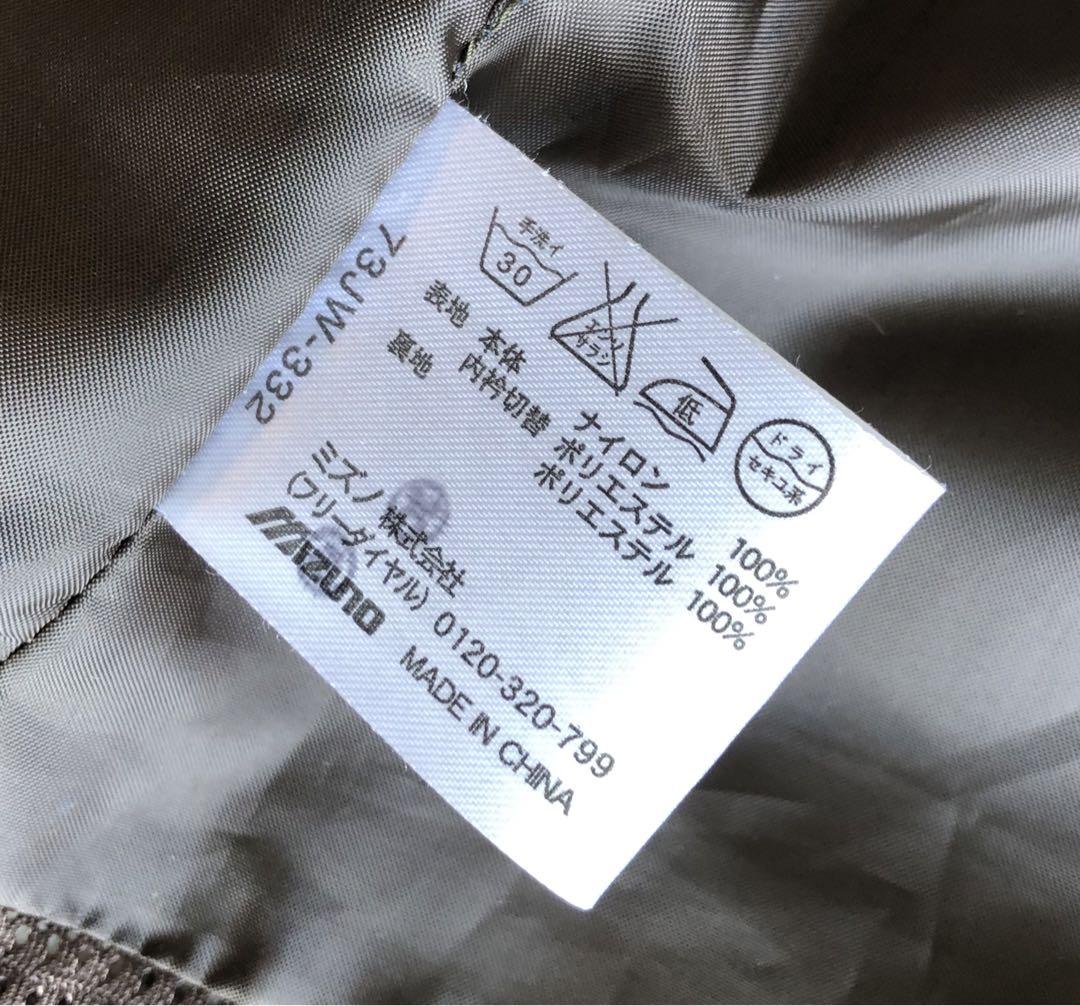 73JW-332
手洗イ
30
エンソ
サラシ
低
ドライ
セキユ系
表地 本体 ナイロン 100%
内衿切替 ポリエステル 100%
裏地 ポリエステル 100%
ミズノ株式会社
(フリーダイヤル) 0120-320-799
MIZUNO
MADE IN CHINA